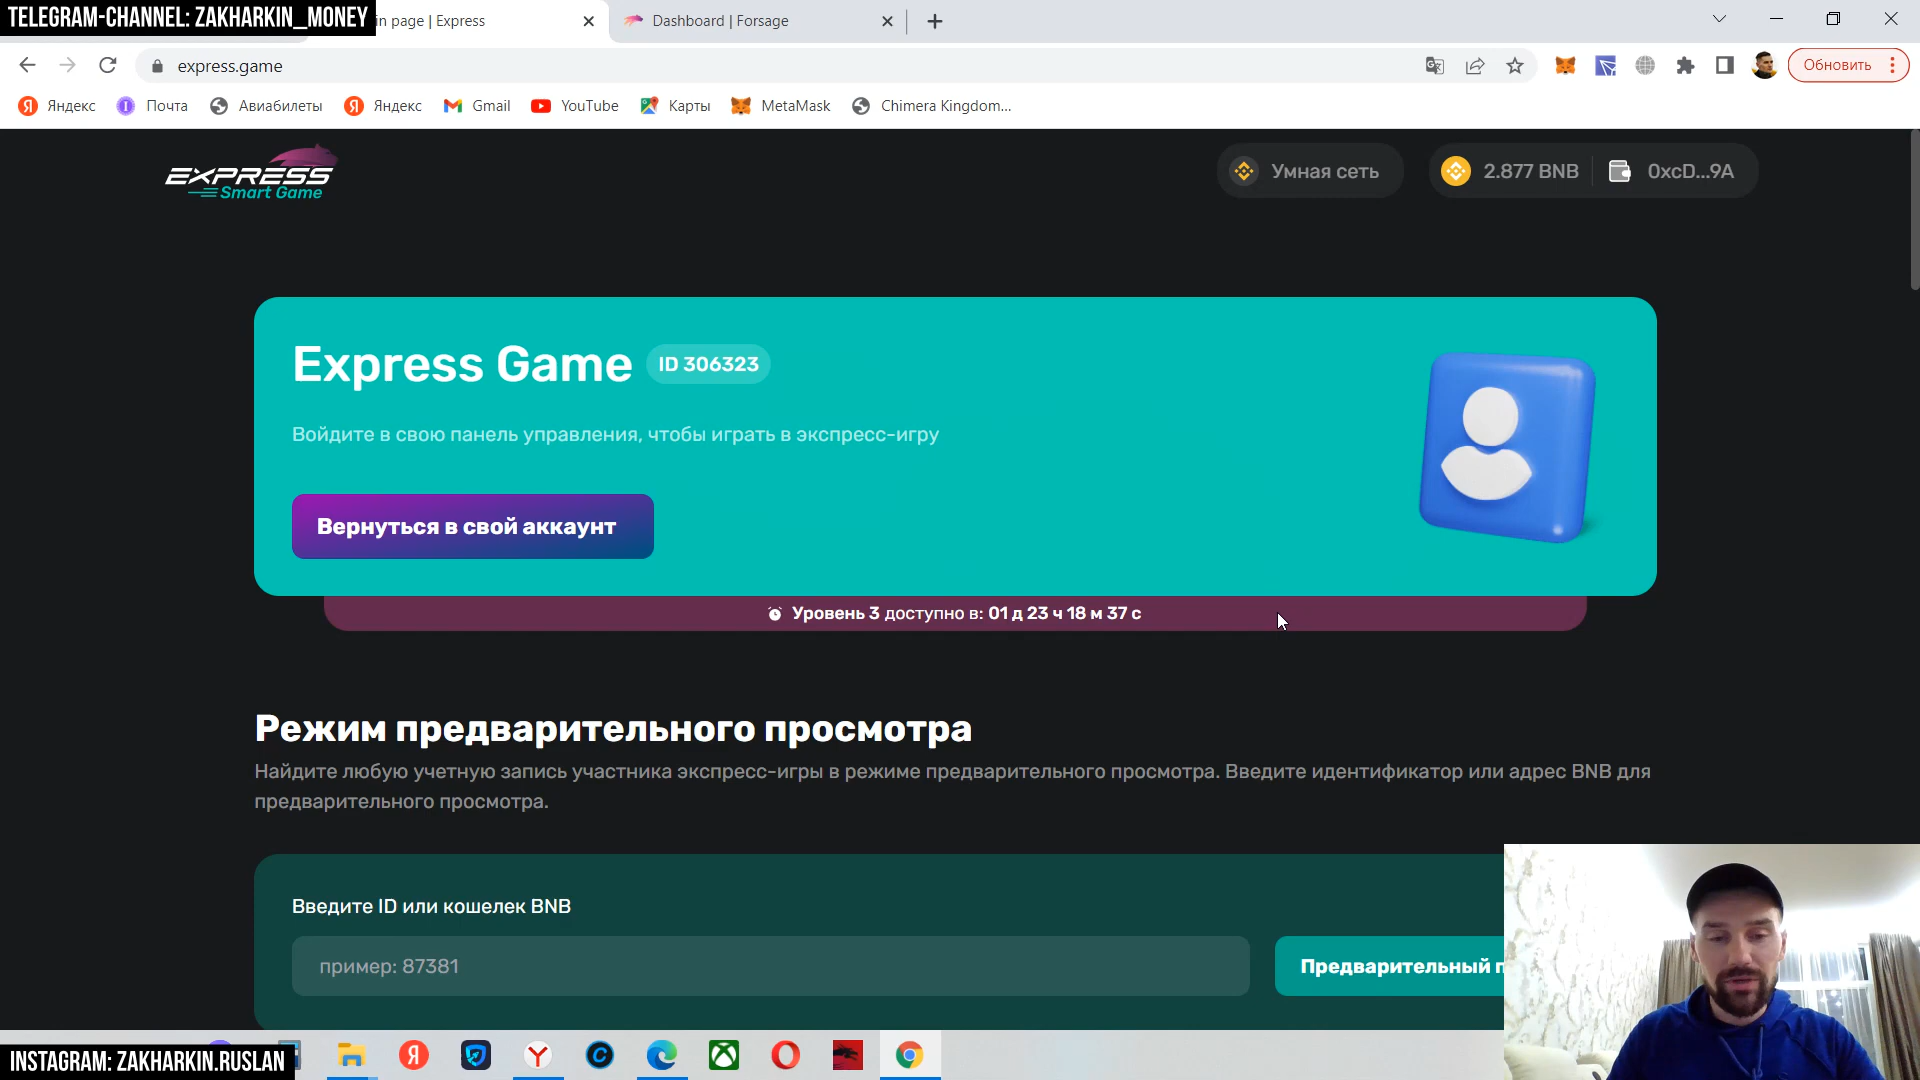 TELEGRAM-CHANNEL: ZAKHARKIN_MONEY
in page | Express
Dashboard | Forsage
express.game
Обновить
Яндекс
Почта
Авиабилеты
Яндекс
Gmail
YouTube
Карты
MetaMask
Chimera Kingdom...
EXPRESS
Smart Game
Умная сеть
2.877 BNB
0xcD...9A
Express Game
ID 306323
Войдите в свою панель управления, чтобы играть в экспресс-игру
Вернуться в свой аккаунт
Уровень 3 доступно в: 01 д 23 ч 18 м 37 с
Режим предварительного просмотра
Найдите любую учетную запись участника экспресс-игры в режиме предварительного просмотра. Введите идентификатор или адрес BNB для
предварительного просмотра.
Введите ID или кошелек BNB
пример: 87381
Предварительный п
INSTAGRAM: ZAKHARKIN.RUSLAN